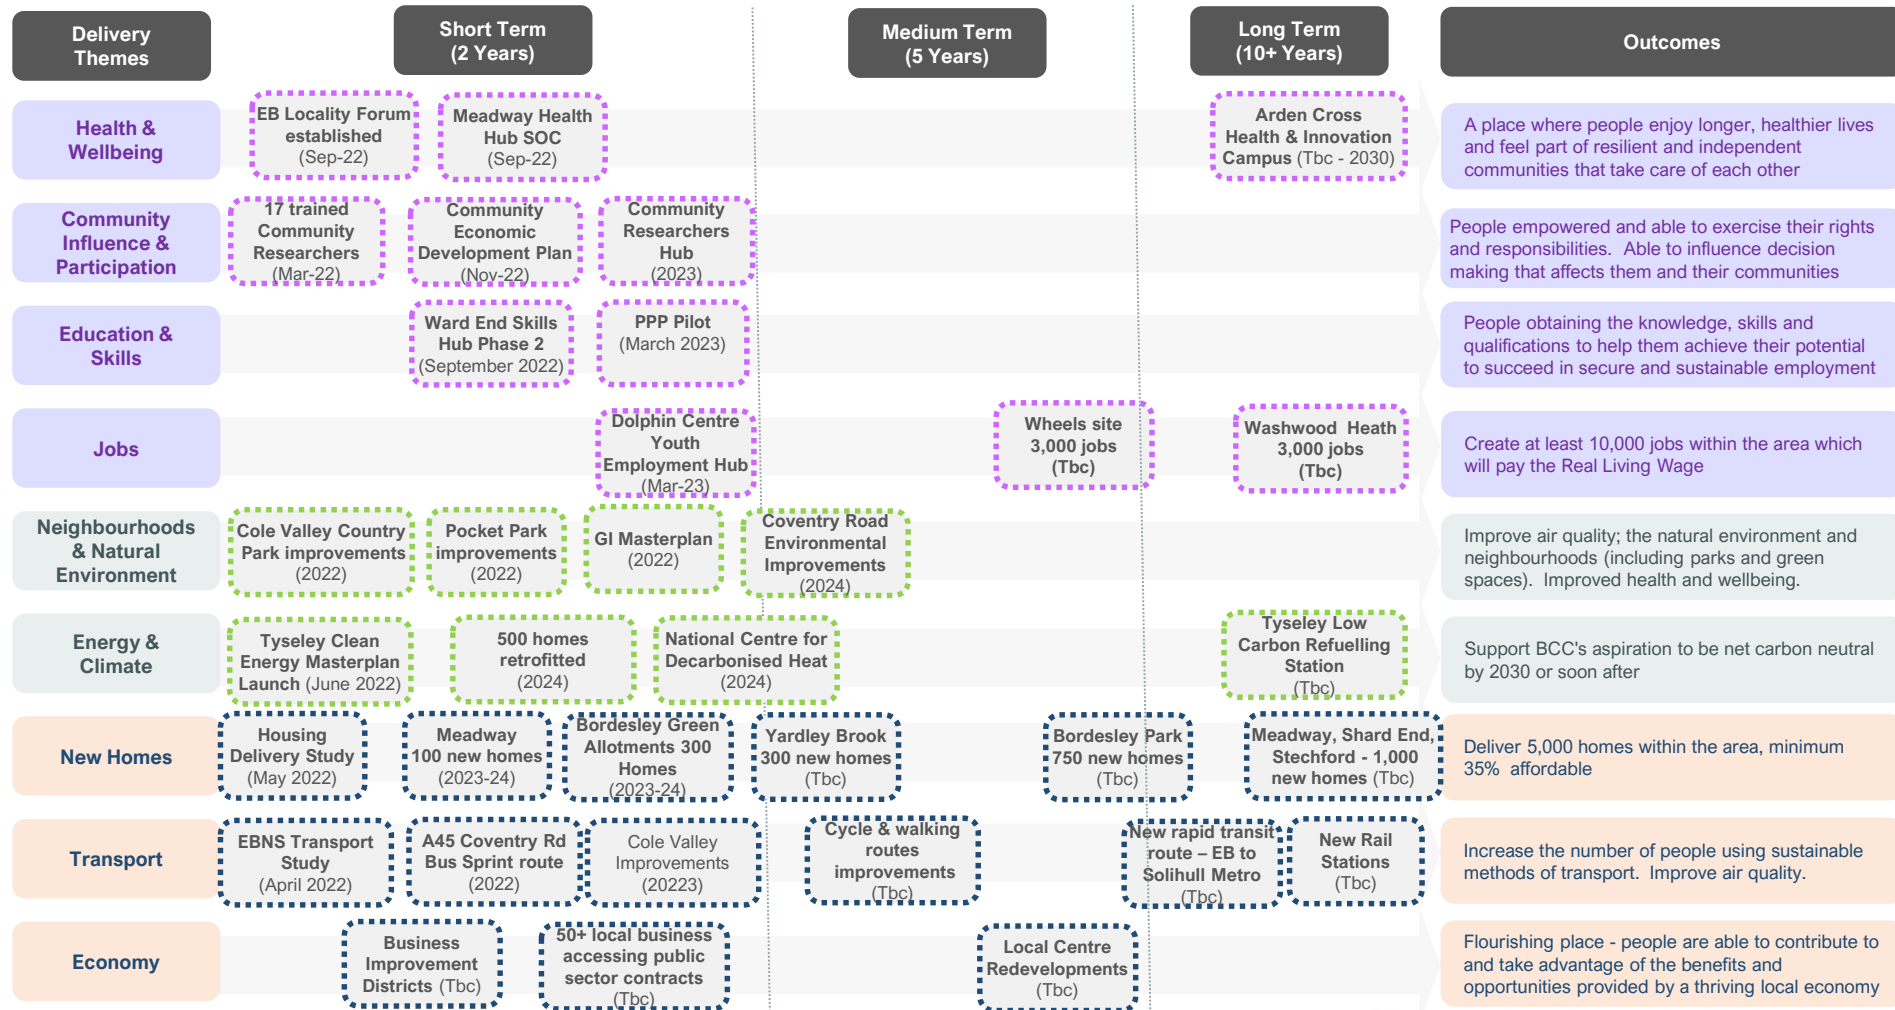 Delivery
Themes
Short Term
(2 Years)
Medium Term
(5 Years)
Long Term
(10+ Years)
Outcomes
Health &
Wellbeing
EB Locality Forum
established
(Sep-22)
Meadway Health
Hub SOC
(Sep-22)
Arden Cross
Health & Innovation
Campus (Tbc - 2030)
A place where people enjoy longer, healthier lives
and feel part of resilient and independent
communities that take care of each other
Community
Influence &
Participation
17 trained
Community
Researchers
(Mar-22)
Community
Economic
Development Plan
(Nov-22)
Community
Researchers
Hub
(2023)
People empowered and able to exercise their rights
and responsibilities. Able to influence decision
making that affects them and their communities
Education &
Skills
Ward End Skills
Hub Phase 2
(September 2022)
PPP Pilot
(March 2023)
People obtaining the knowledge, skills and
qualifications to help them achieve their potential
to succeed in secure and sustainable employment
Jobs
Dolphin Centre
Youth
Employment Hub
(Mar-23)
Wheels site
3,000 jobs
(Tbc)
Washwood Heath
3,000 jobs
(Tbc)
Create at least 10,000 jobs within the area which
will pay the Real Living Wage
Neighbourhoods
& Natural
Environment
Cole Valley Country
Park improvements
(2022)
Pocket Park
improvements
(2022)
GI Masterplan
(2022)
Coventry Road
Environmental
Improvements
(2024)
Improve air quality; the natural environment and
neighbourhoods (including parks and green
spaces). Improved health and wellbeing.
Energy &
Climate
Tyseley Clean
Energy Masterplan
Launch (June 2022)
500 homes
retrofitted
(2024)
National Centre for
Decarbonised Heat
(2024)
Tyseley Low
Carbon Refuelling
Station
(Tbc)
Support BCC's aspiration to be net carbon neutral
by 2030 or soon after
New Homes
Housing
Delivery Study
(May 2022)
Meadway
100 new homes
(2023-24)
Bordesley Green
Allotments 300
Homes
(2023-24)
Yardley Brook
300 new homes
(Tbc)
Bordesley Park
750 new homes
(Tbc)
Meadway, Shard End,
Stechford - 1,000
new homes (Tbc)
Deliver 5,000 homes within the area, minimum
35% affordable
Transport
EBNS Transport
Study
(April 2022)
A45 Coventry Rd
Bus Sprint route
(2022)
Cole Valley
Improvements
(20223)
Cycle & walking
routes
improvements
(Tbc)
New rapid transit
route – EB to
Solihull Metro
(Tbc)
New Rail
Stations
(Tbc)
Increase the number of people using sustainable
methods of transport. Improve air quality.
Economy
Business
Improvement
Districts (Tbc)
50+ local business
accessing public
sector contracts
(Tbc)
Local Centre
Redevelopments
(Tbc)
Flourishing place - people are able to contribute to
and take advantage of the benefits and
opportunities provided by a thriving local economy